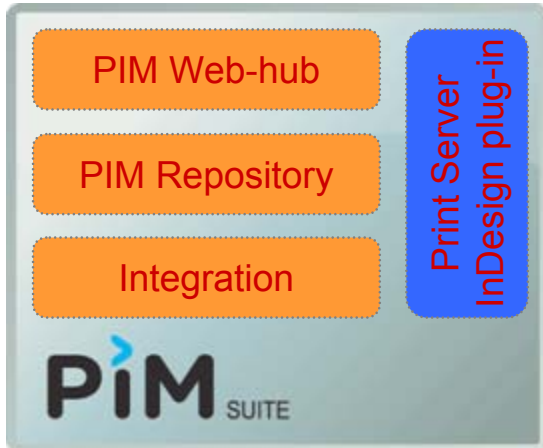 PIM Web-hub
PIM Repository
Integration
Print Server
InDesign plug-in
PiM SUITE